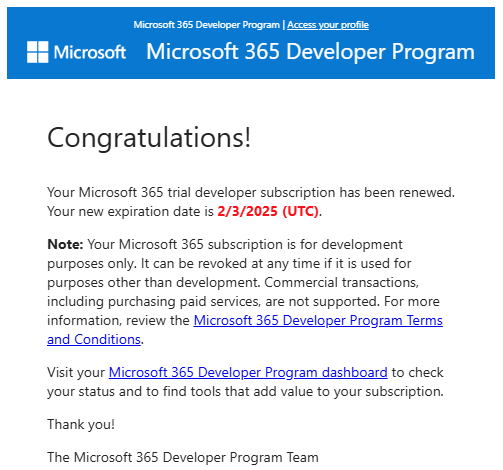 Microsoft 365 Developer Program | Access your profile
Microsoft Microsoft 365 Developer Program
Congratulations!
Your Microsoft 365 trial developer subscription has been renewed.
Your new expiration date is 2/3/2025 (UTC).
Note: Your Microsoft 365 subscription is for development
purposes only. It can be revoked at any time if it is used for
purposes other than development. Commercial transactions,
including purchasing paid services, are not supported. For more
information, review the Microsoft 365 Developer Program Terms
and Conditions.
Visit your Microsoft 365 Developer Program dashboard to check
your status and to find tools that add value to your subscription.
Thank you!
The Microsoft 365 Developer Program Team